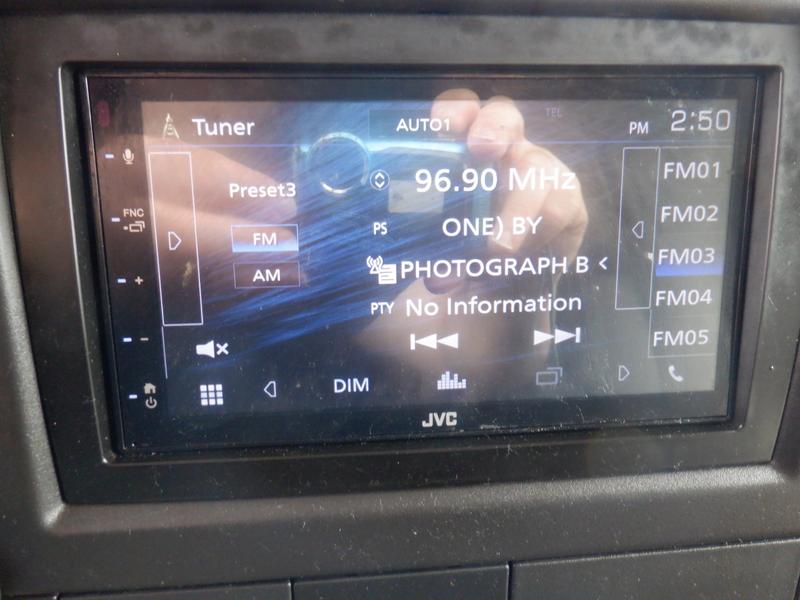 Tuner
AUTO1
TEL
PM 2:50
Preset3
96.90 MHz
FM01
FNC
FM
PS ONE) BY
FM02
AM
PHOTOGRAPH B <
FM03
PTY No Information
FM04
FM05
DIM
JVC